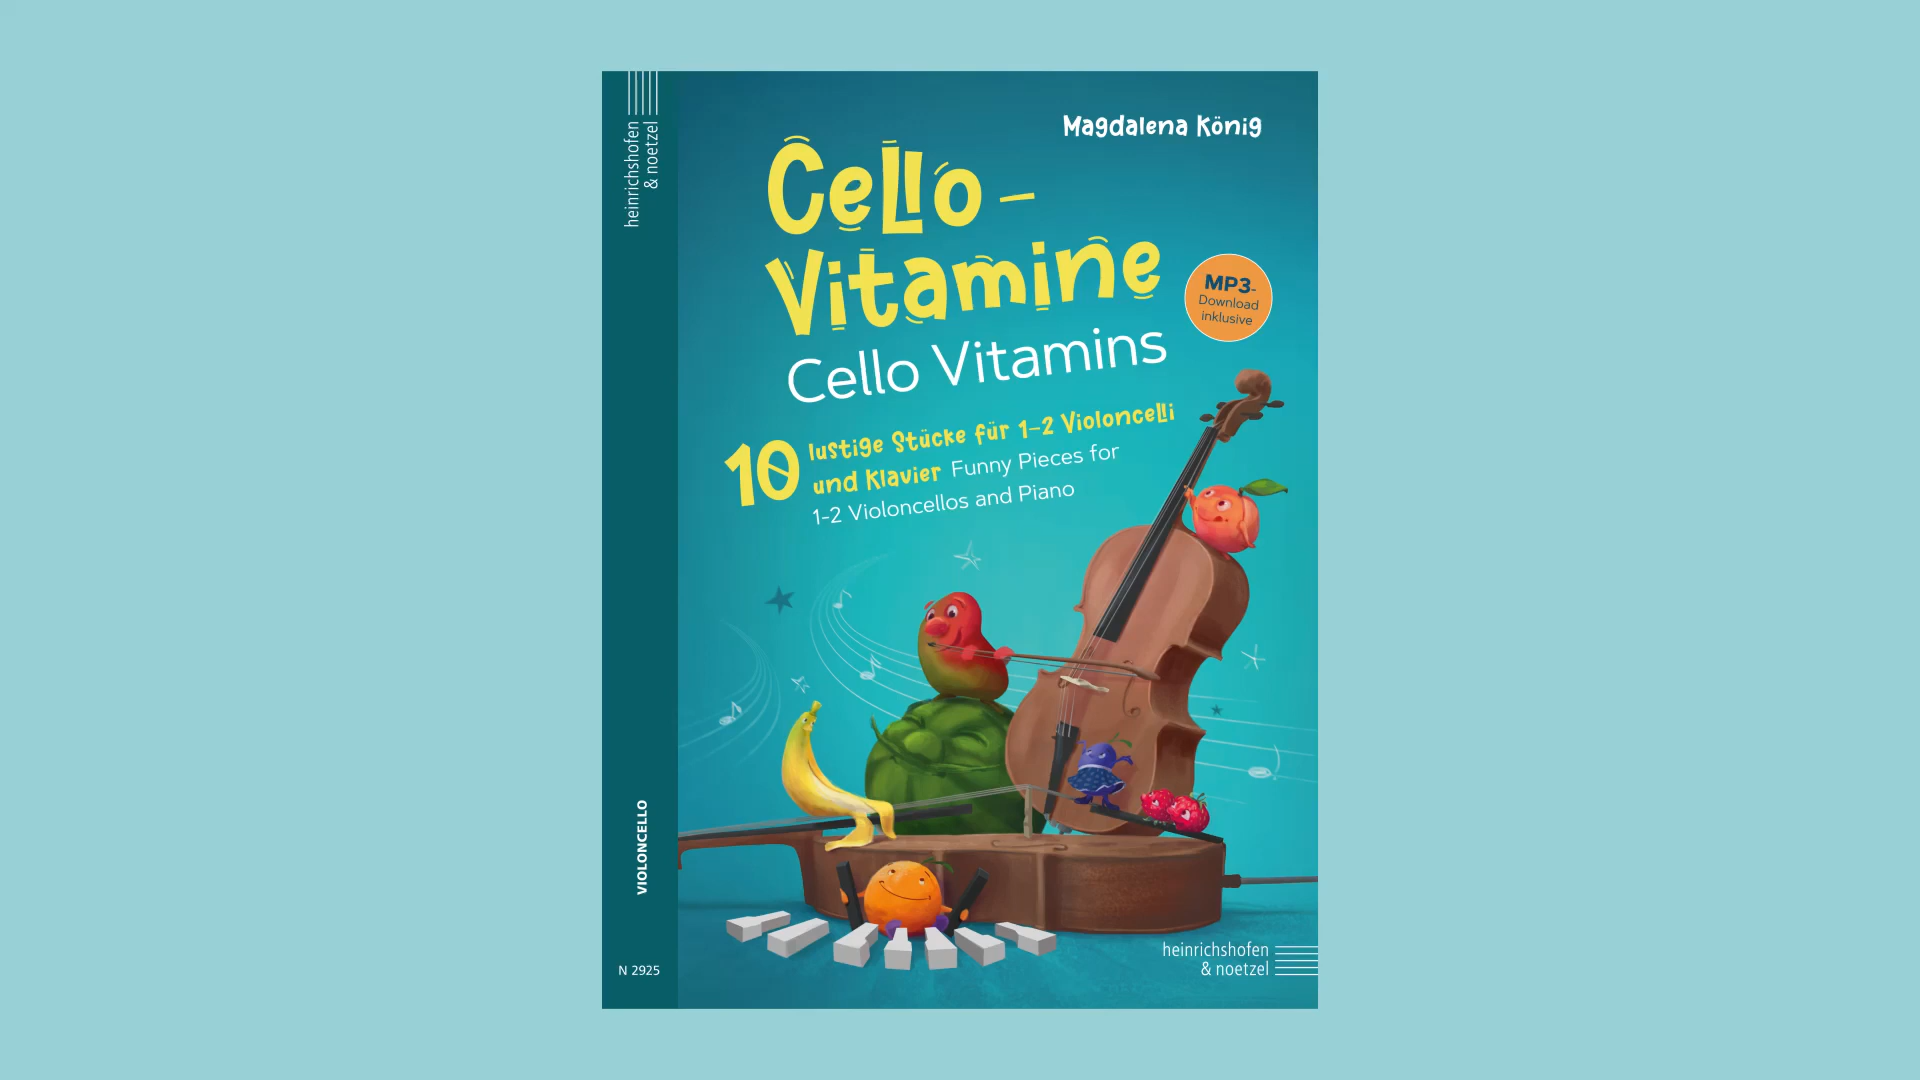 heinrichshofen
& noetzel
Magdalena König
Cello-
Vitamine
MP3-
Download
inklusive
Cello Vitamins
10 lustige Stücke für 1-2 Violoncelli
und Klavier Funny Pieces for
1-2 Violoncellos and Piano
VIOLONCELLO
N 2925
heinrichshofen
& noetzel